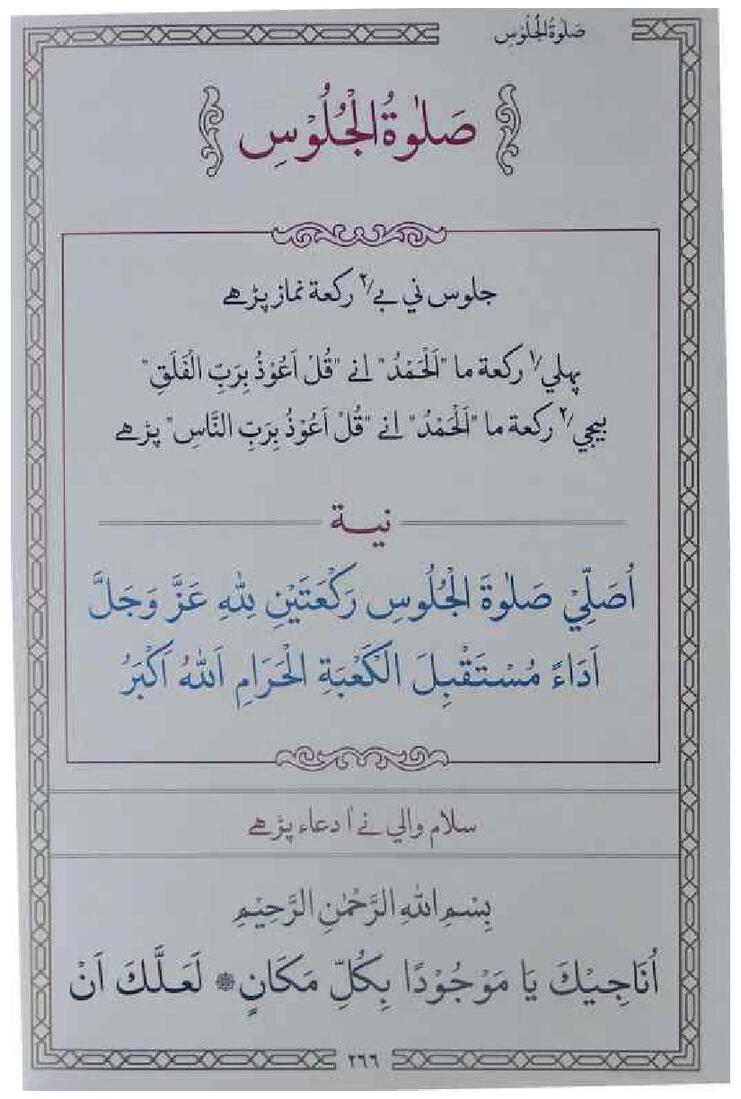 صَلٰوةُ الْجُلُوْسِ
صَلٰوةُ الْجُلُوْسِ
جلوس ني بے/٢ ركعة نماز پڑھے
پہلي/١ ركعة ما "اَلْحَمْدُ" انے "قُلْ اَعُوْذُ بِرَبِّ الْفَلَقِ"
بيجي/٢ ركعة ما "اَلْحَمْدُ" انے "قُلْ اَعُوْذُ بِرَبِّ النَّاسِ" پڑھے
نية
اُصَلِّيْ صَلٰوةَ الْجُلُوْسِ رَكْعَتَيْنِ لِلّٰهِ عَزَّ وَجَلَّ
اَدَاءً مُسْتَقْبِلَ الْكَعْبَةِ الْحَرَامِ اَللّٰهُ اَكْبَرُ
سلام والي نے اٰ دعاء پڑھے
بِسْمِ اللّٰهِ الرَّحْمٰنِ الرَّحِيْمِ
اُنَاجِيْكَ يَا مَوْجُوْدًا بِكُلِّ مَكَانٍ ۞ لَعَلَّكَ اَنْ
٢٦٦